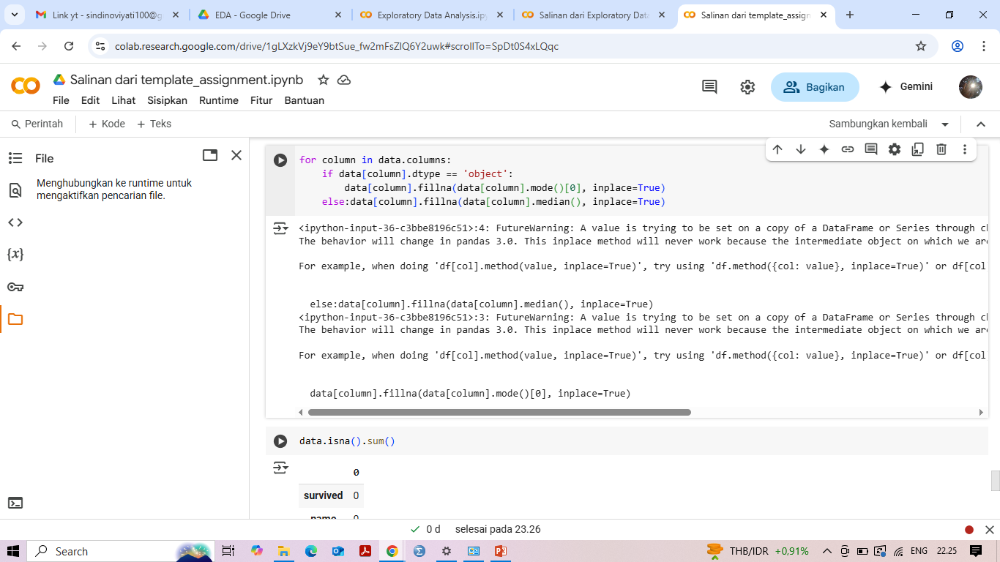 Link yt - sindinoviyati100@g
EDA - Google Drive
Exploratory Data Analysis.ip
Salinan dari Exploratory Dat
Salinan dari template_assign
colab.research.google.com/drive/1gLXzkVj9eY9btSue_fw2mFsZIQ6Y2uwk#scrollTo=SpDt0S4xLQqc
CO
Salinan dari template_assignment.ipynb
File Edit Lihat Sisipkan Runtime Fitur Bantuan
Bagikan
Gemini
Perintah
+ Kode + Teks
Sambungkan kembali
File
Menghubungkan ke runtime untuk
mengaktifkan pencarian file.
for column in data.columns:
    if data[column].dtype == 'object':
        data[column].fillna(data[column].mode()[0], inplace=True)
    else:data[column].fillna(data[column].median(), inplace=True)
<ipython-input-36-c3bbe8196c51>:4: FutureWarning: A value is trying to be set on a copy of a DataFrame or Series through c
The behavior will change in pandas 3.0. This inplace method will never work because the intermediate object on which we ar
For example, when doing 'df[col].method(value, inplace=True)', try using 'df.method({col: value}, inplace=True)' or df[col
  else:data[column].fillna(data[column].median(), inplace=True)
<ipython-input-36-c3bbe8196c51>:3: FutureWarning: A value is trying to be set on a copy of a DataFrame or Series through c
The behavior will change in pandas 3.0. This inplace method will never work because the intermediate object on which we ar
For example, when doing 'df[col].method(value, inplace=True)', try using 'df.method({col: value}, inplace=True)' or df[col
  data[column].fillna(data[column].mode()[0], inplace=True)
data.isna().sum()
0
survived 0
name 0
{x}
0 d selesai pada 23.26
Search
THB/IDR +0,91%
ENG
22.25